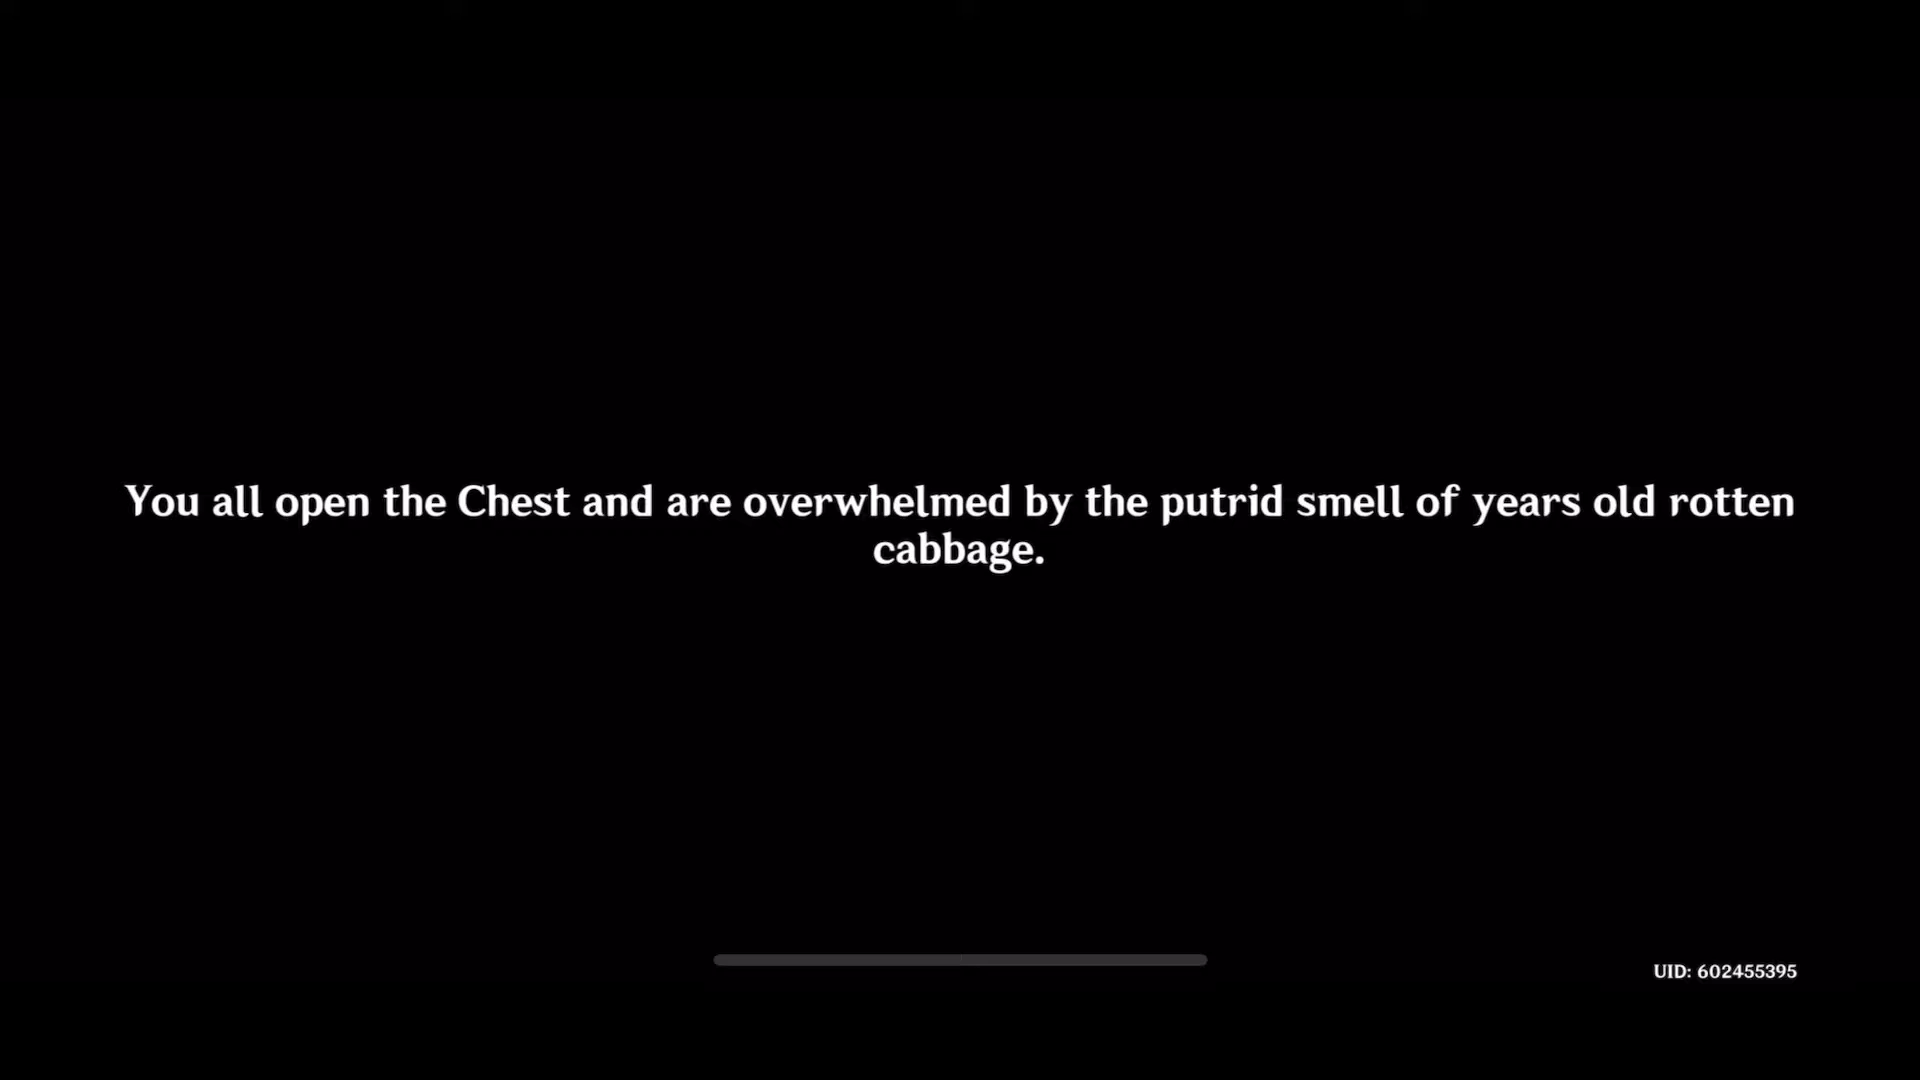 You all open the Chest and are overwhelmed by the putrid smell of years old rotten
cabbage.
UID: 602455395